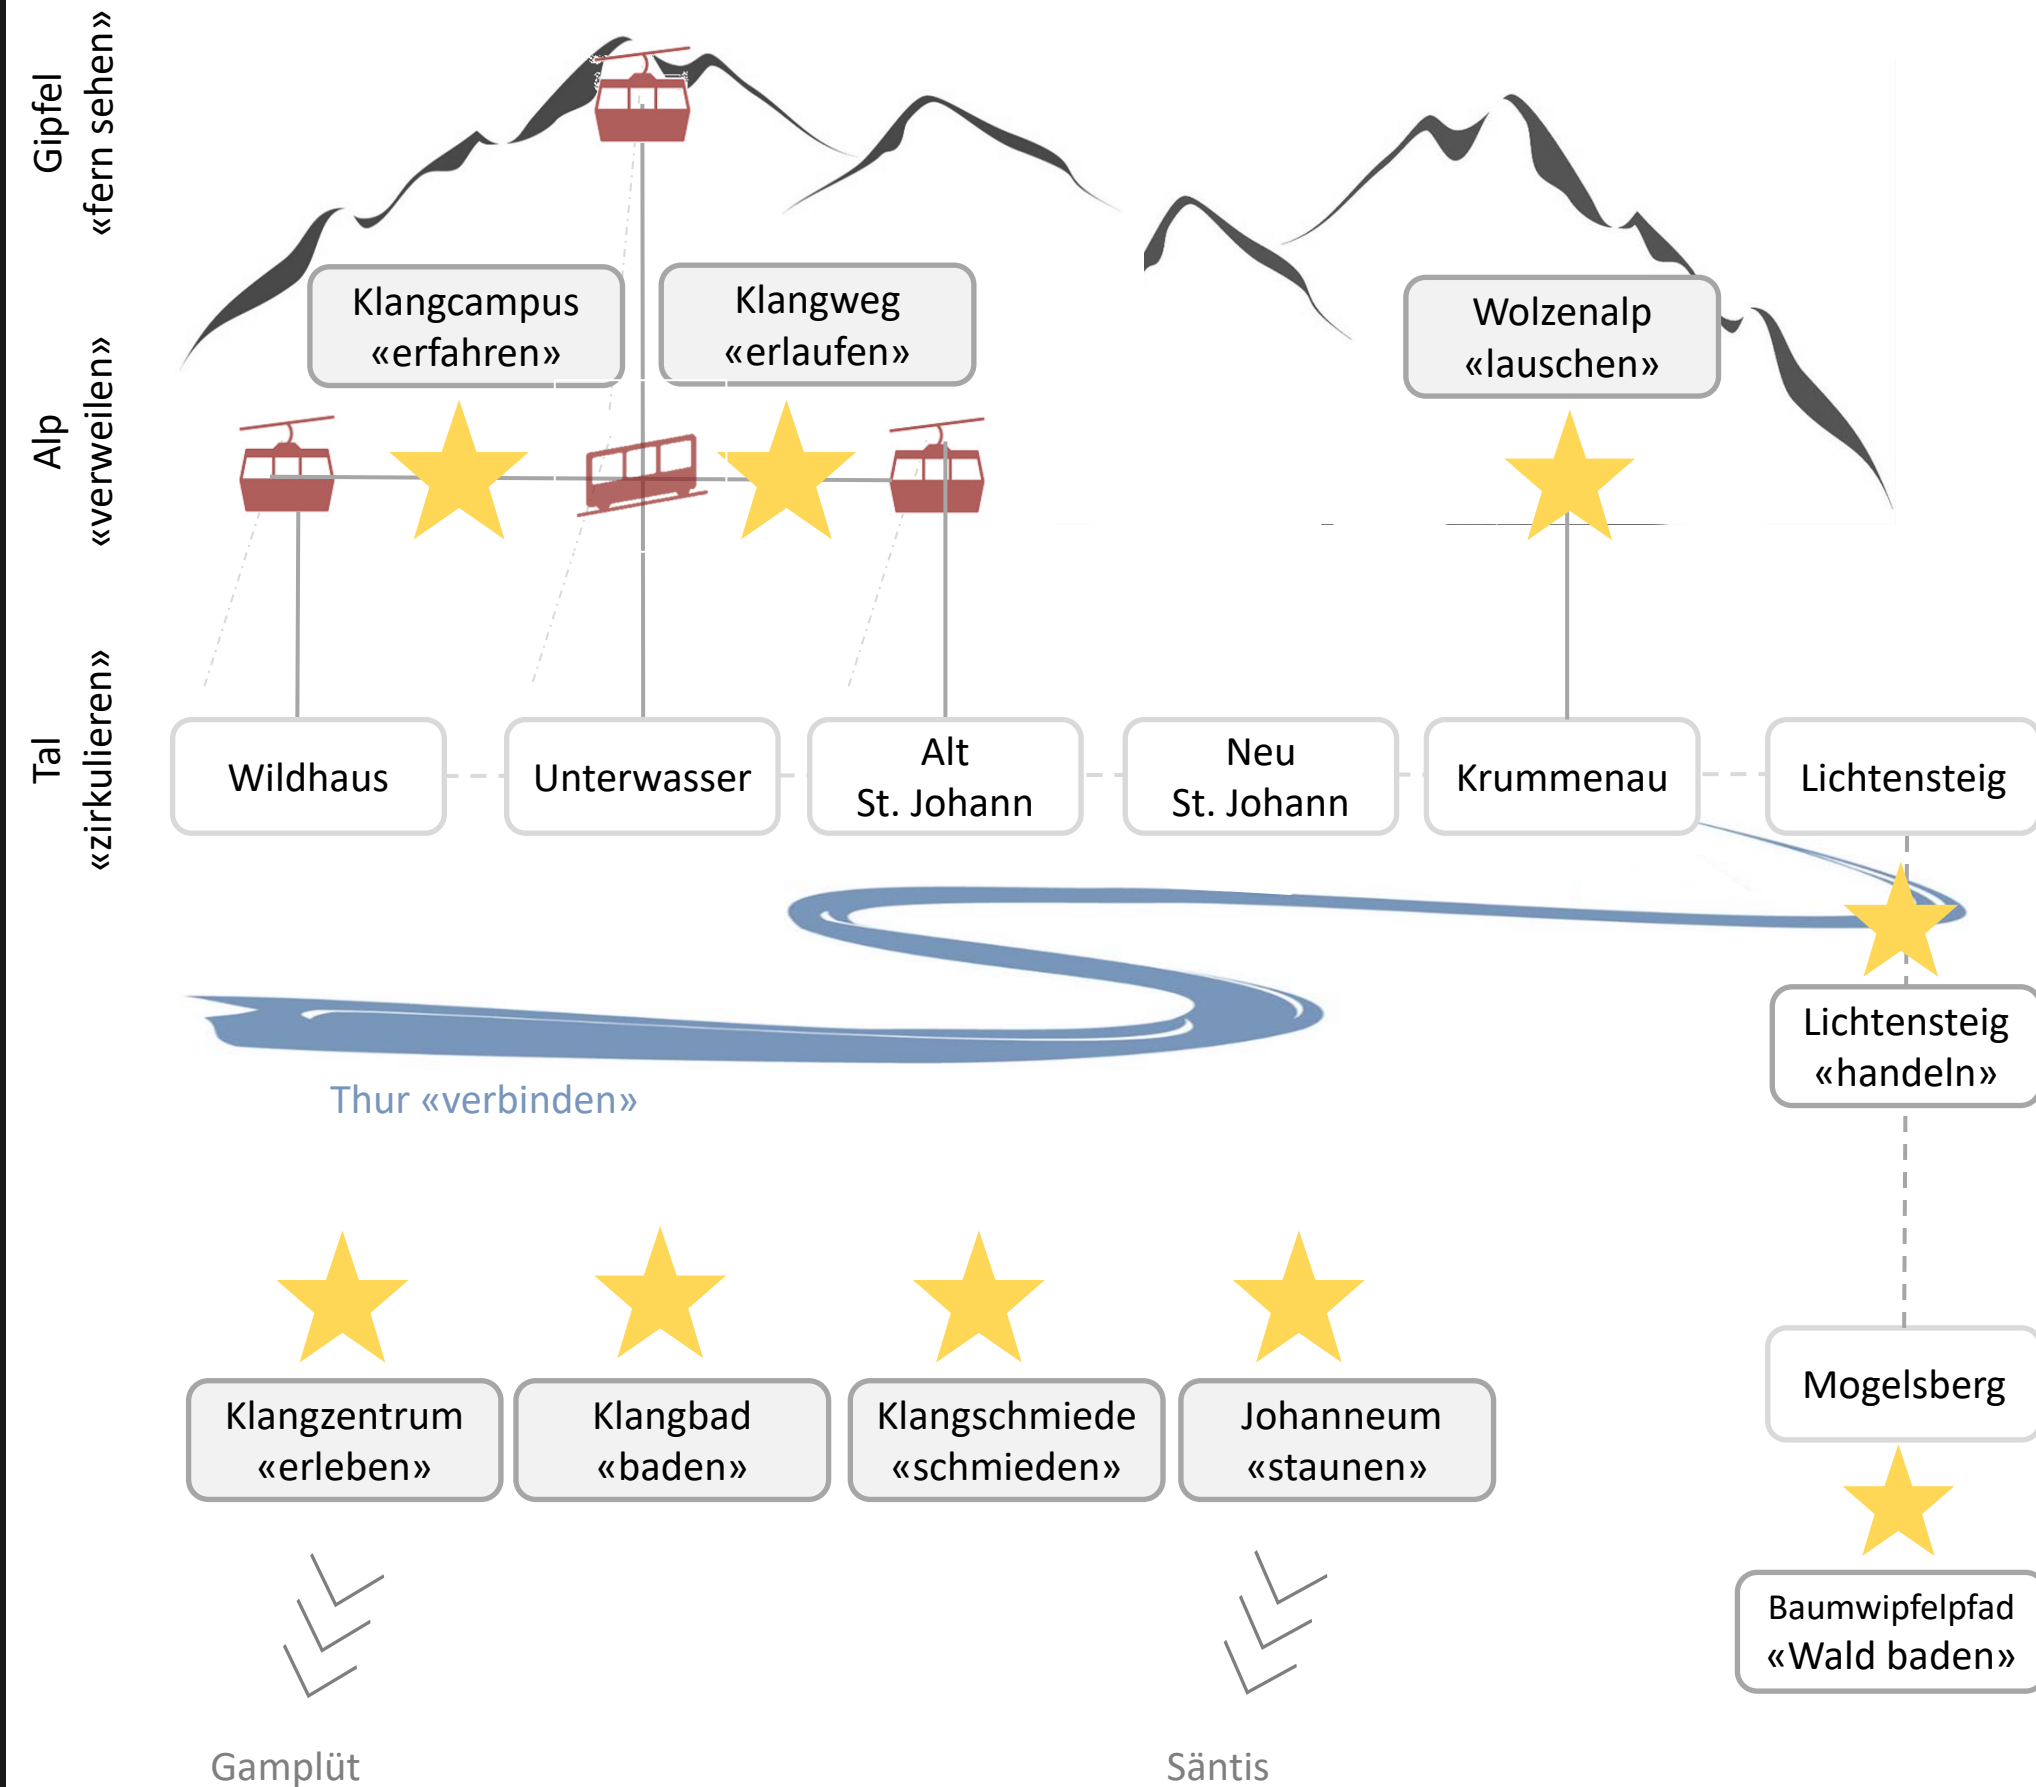 Gipfel
«fern sehen»
Klangcampus
«erfahren»
Klangweg
«erlaufen»
Wolzenalp
«lauschen»
Alp
«verweilen»
Tal
«zirkulieren»
Wildhaus
Unterwasser
Alt
St. Johann
Neu
St. Johann
Krummenau
Lichtensteig
Lichtensteig
«handeln»
Thur «verbinden»
Klangzentrum
«erleben»
Klangbad
«baden»
Klangschmiede
«schmieden»
Johanneum
«staunen»
Mogelsberg
Baumwipfelpfad
«Wald baden»
Gamplüt
Säntis